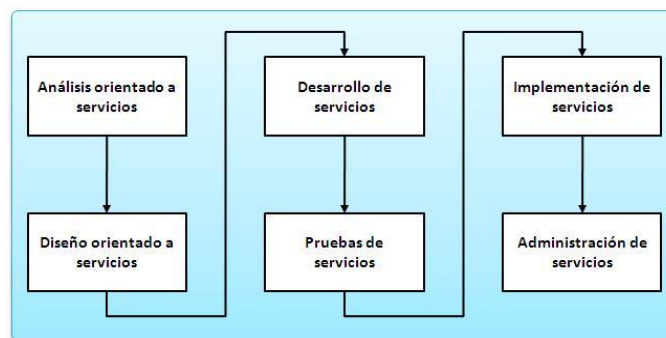 Análisis orientado a
servicios
Diseño orientado a
servicios
Desarrollo de
servicios
Pruebas de
servicios
Implementación de
servicios
Administración de
servicios